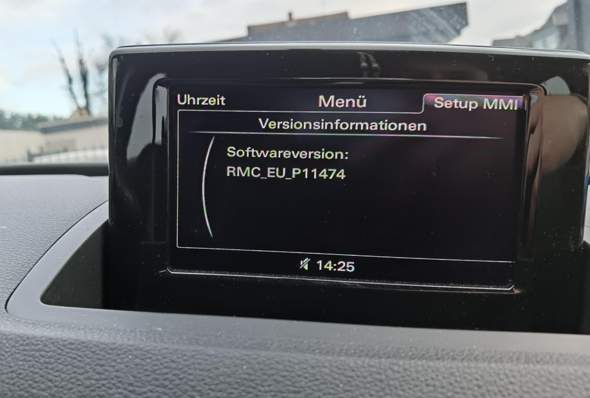 Uhrzeit Menü Setup MMI
Versionsinformationen
Softwareversion:
RMC_EU_P11474
14:25